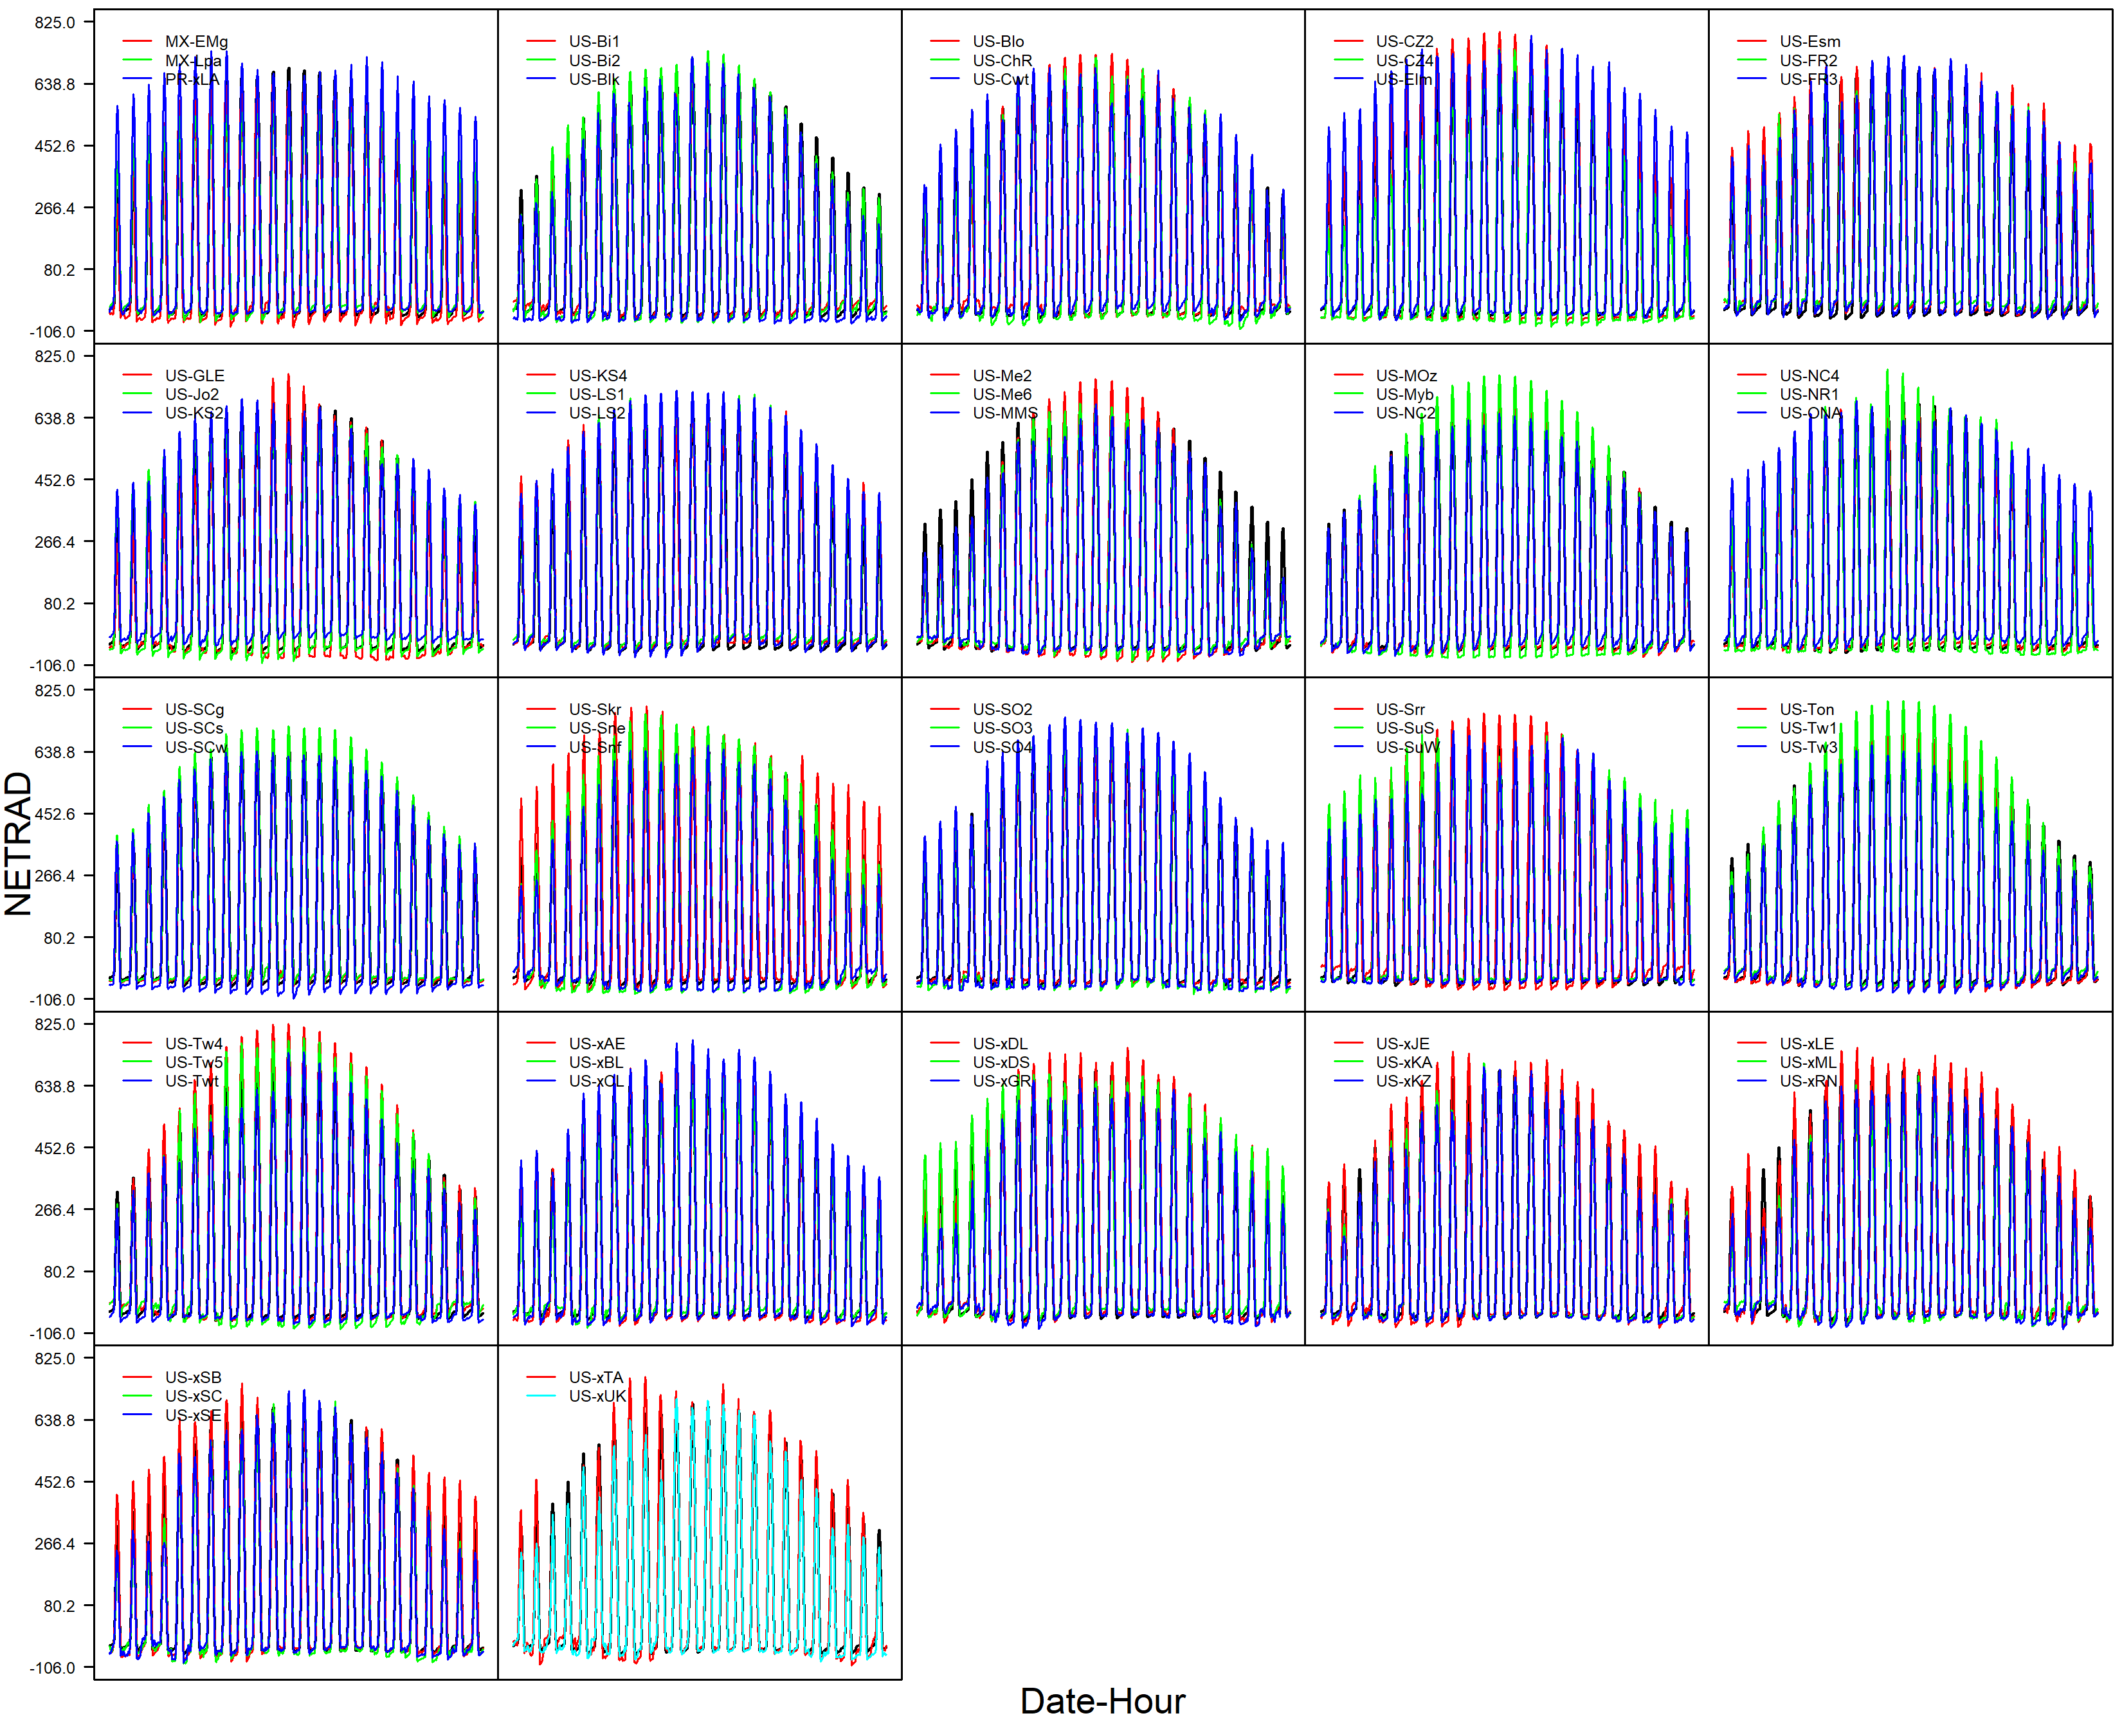 825.0
638.8
452.6
266.4
80.2
-106.0
MX-EMg
MX-Lpa
PR-xLA
US-Bi1
US-Bi2
US-Blk
US-Blo
US-ChR
US-Cwt
US-CZ2
US-CZ4
US-Elm
US-Esm
US-FR2
US-FR3
825.0
638.8
452.6
266.4
80.2
-106.0
US-GLE
US-Jo2
US-KS2
US-KS4
US-LS1
US-LS2
US-Me2
US-Me6
US-MMS
US-MOz
US-Myb
US-NC2
US-NC4
US-NR1
US-ONA
NETRAD
825.0
638.8
452.6
266.4
80.2
-106.0
US-SCg
US-SCs
US-SCw
US-Skr
US-Sne
US-Snf
US-SO2
US-SO3
US-SO4
US-Srr
US-SuS
US-SuW
US-Ton
US-Tw1
US-Tw3
825.0
638.8
452.6
266.4
80.2
-106.0
US-Tw4
US-Tw5
US-Twt
US-xAE
US-xBL
US-xCL
US-xDL
US-xDS
US-xGR
US-xJE
US-xKA
US-xKZ
US-xLE
US-xML
US-xRN
825.0
638.8
452.6
266.4
80.2
-106.0
US-xSB
US-xSC
US-xSE
US-xTA
US-xUK
Date-Hour